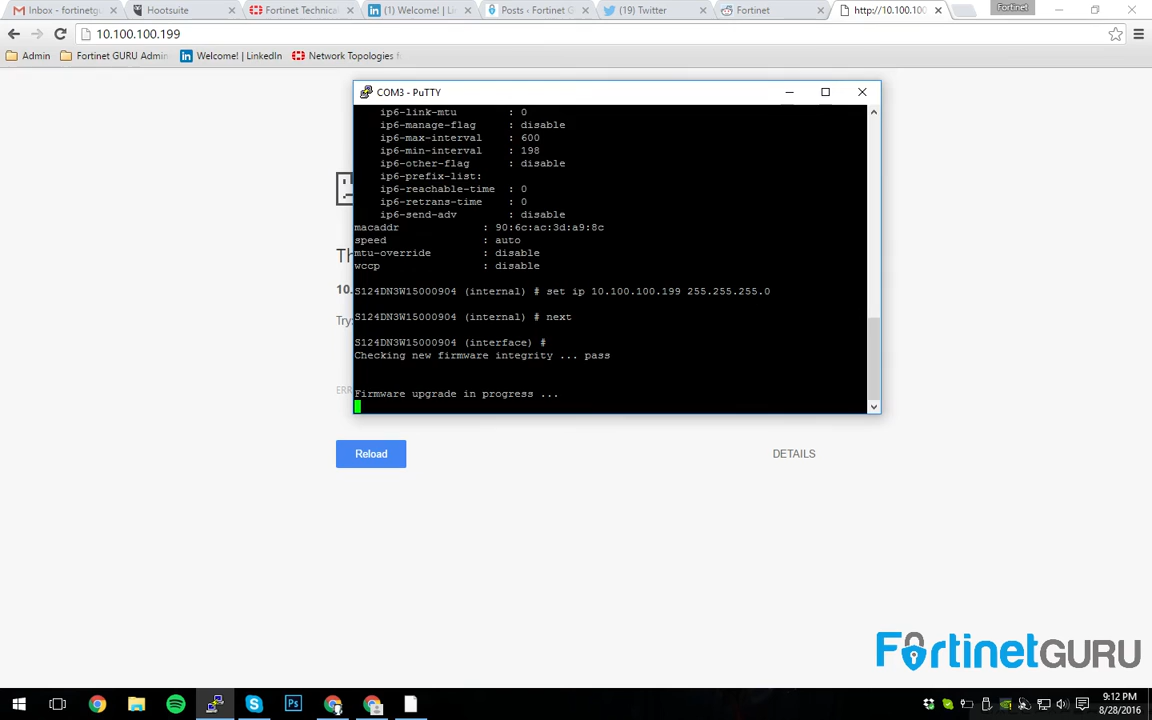 Inbox - fortinetgu
Hootsuite
Fortinet Technical
(1) Welcome! | Li
Posts ‹ Fortinet G
(19) Twitter
Fortinet
http://10.100.100
Fortinet
10.100.100.199
Admin
Fortinet GURU Admin
Welcome! | LinkedIn
Network Topologies f
COM3 - PuTTY
ip6-link-mtu : 0
ip6-manage-flag : disable
ip6-max-interval : 600
ip6-min-interval : 198
ip6-other-flag : disable
ip6-prefix-list:
ip6-reachable-time : 0
ip6-retrans-time : 0
ip6-send-adv : disable
macaddr : 90:6c:ac:3d:a9:8c
speed : auto
mtu-override : disable
wccp : disable
S124DN3W15000904 (internal) # set ip 10.100.100.199 255.255.255.0
S124DN3W15000904 (internal) # next
S124DN3W15000904 (interface) #
Checking new firmware integrity ... pass
Firmware upgrade in progress ...
Th
10.
Try:
ERR
Reload
DETAILS
FortinetGURU
9:12 PM
8/28/2016